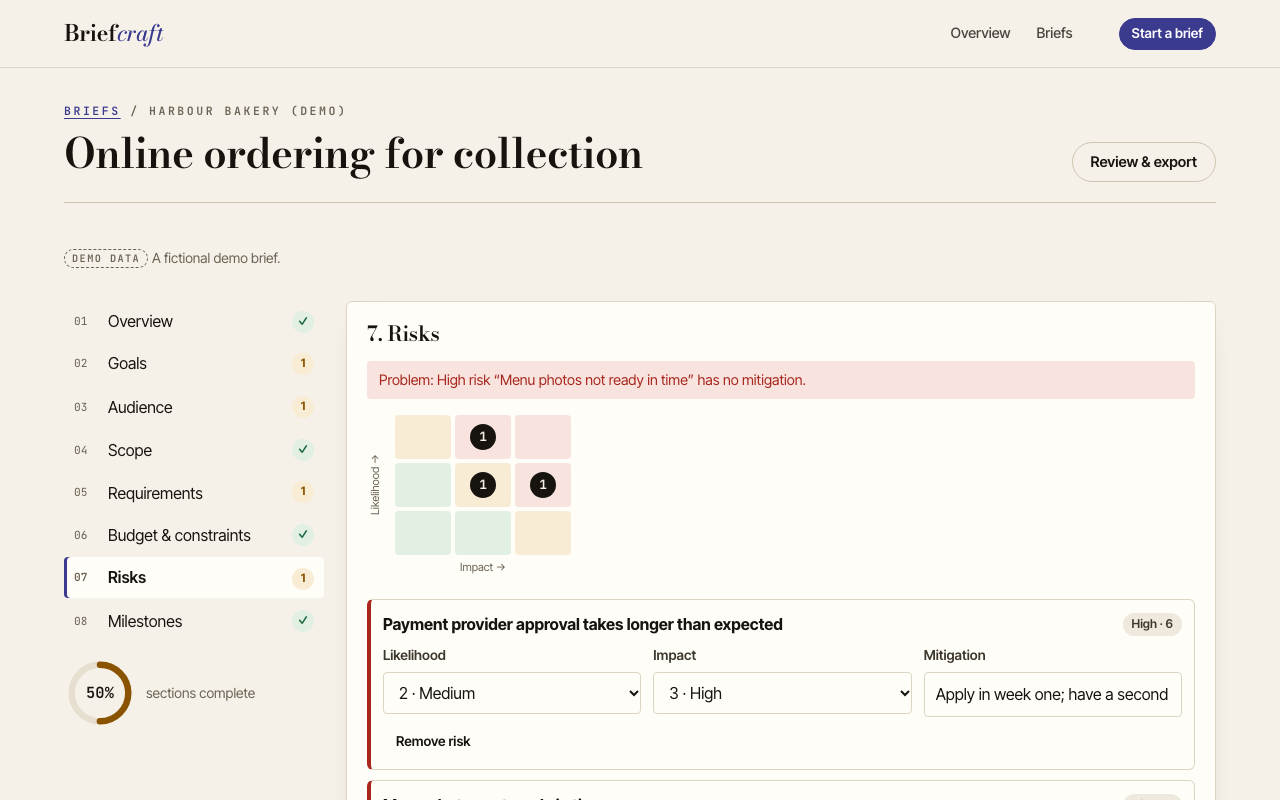 Briefcraft
Overview
Briefs
Start a brief
BRIEFS / HARBOUR BAKERY (DEMO)
Online ordering for collection
Review & export
DEMO DATA A fictional demo brief.
01 Overview
02 Goals 1
03 Audience 1
04 Scope
05 Requirements 1
06 Budget & constraints
07 Risks 1
08 Milestones
50% sections complete
7. Risks
Problem: High risk “Menu photos not ready in time” has no mitigation.
Likelihood →
1
1 1
Impact →
Payment provider approval takes longer than expected
High · 6
Likelihood
Impact
Mitigation
2 · Medium
3 · High
Apply in week one; have a second
Remove risk